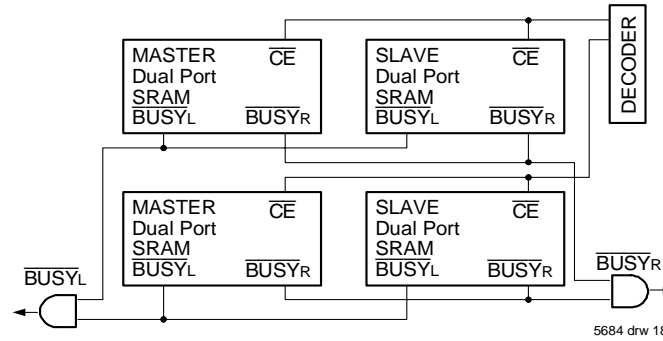 MASTER
Dual Port
SRAM
BUSYL
CE
BUSYR
SLAVE
Dual Port
SRAM
BUSYL
CE
BUSYR
DECODER
MASTER
Dual Port
SRAM
BUSYL
CE
BUSYR
SLAVE
Dual Port
SRAM
BUSYL
CE
BUSYR
BUSYL
BUSYR
5684 drw 18